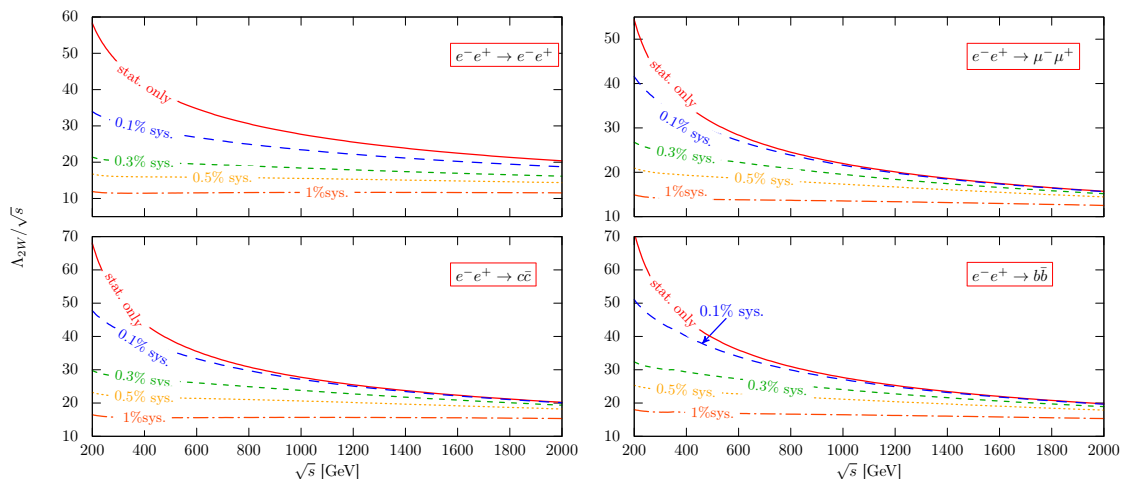 60
50
40
30
20
10
e⁻e⁺ → e⁻e⁺
stat. only
0.1% sys.
0.3% sys.
0.5% sys.
1%sys.
50
40
30
20
10
e⁻e⁺ → μ⁻μ⁺
stat. only
0.1% sys.
0.3% sys.
0.5% sys.
1%sys.
Λ₂W/√s
70
60
50
40
30
20
10
e⁻e⁺ → cc̄
stat. only
0.1% sys.
0.3% sys
0.5% sys.
1%sys.
200 400 600 800 1000 1200 1400 1600 1800 2000
√s [GeV]
70
60
50
40
30
20
10
e⁻e⁺ → bb̄
stat. only
0.1% sys.
0.3% sys.
0.5% sys.
1%sys.
200 400 600 800 1000 1200 1400 1600 1800 2000
√s [GeV]